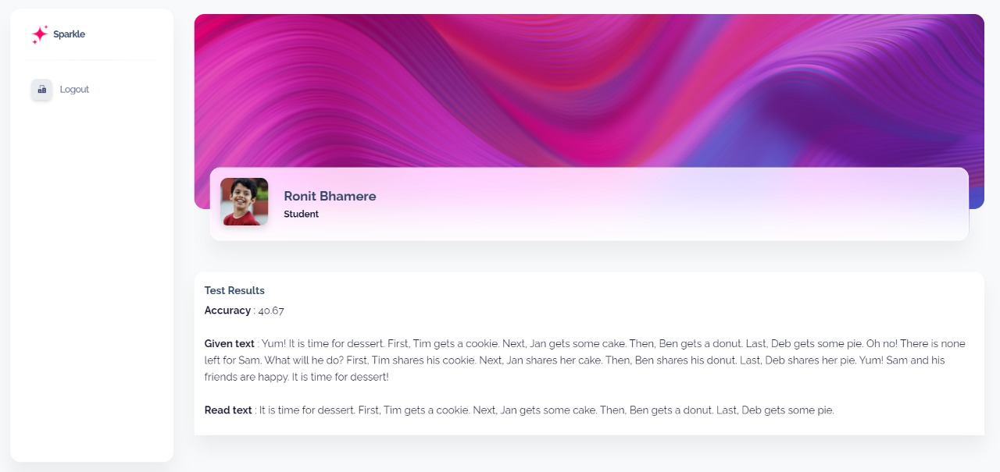 Sparkle
Logout
Ronit Bhamere
Student
Test Results
Accuracy : 40.67
Given text : Yum! It is time for dessert. First, Tim gets a cookie. Next, Jan gets some cake. Then, Ben gets a donut. Last, Deb gets some pie. Oh no! There is none
left for Sam. What will he do? First, Tim shares his cookie. Next, Jan shares her cake. Then, Ben shares his donut. Last, Deb shares her pie. Yum! Sam and his
friends are happy. It is time for dessert!
Read text : It is time for dessert. First, Tim gets a cookie. Next, Jan gets some cake. Then, Ben gets a donut. Last, Deb gets some pie.